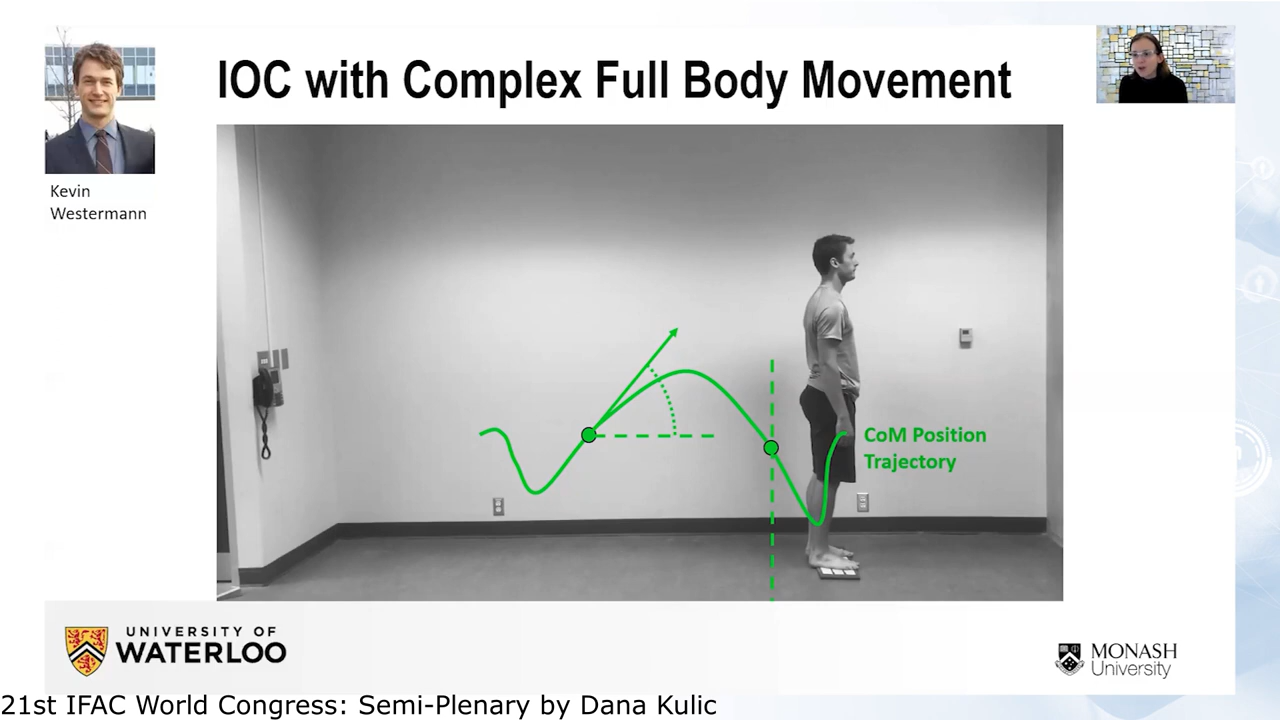 IOC with Complex Full Body Movement
Kevin
Westermann
CoM Position
Trajectory
UNIVERSITY OF
WATERLOO
MONASH
University
21st IFAC World Congress: Semi-Plenary by Dana Kulic